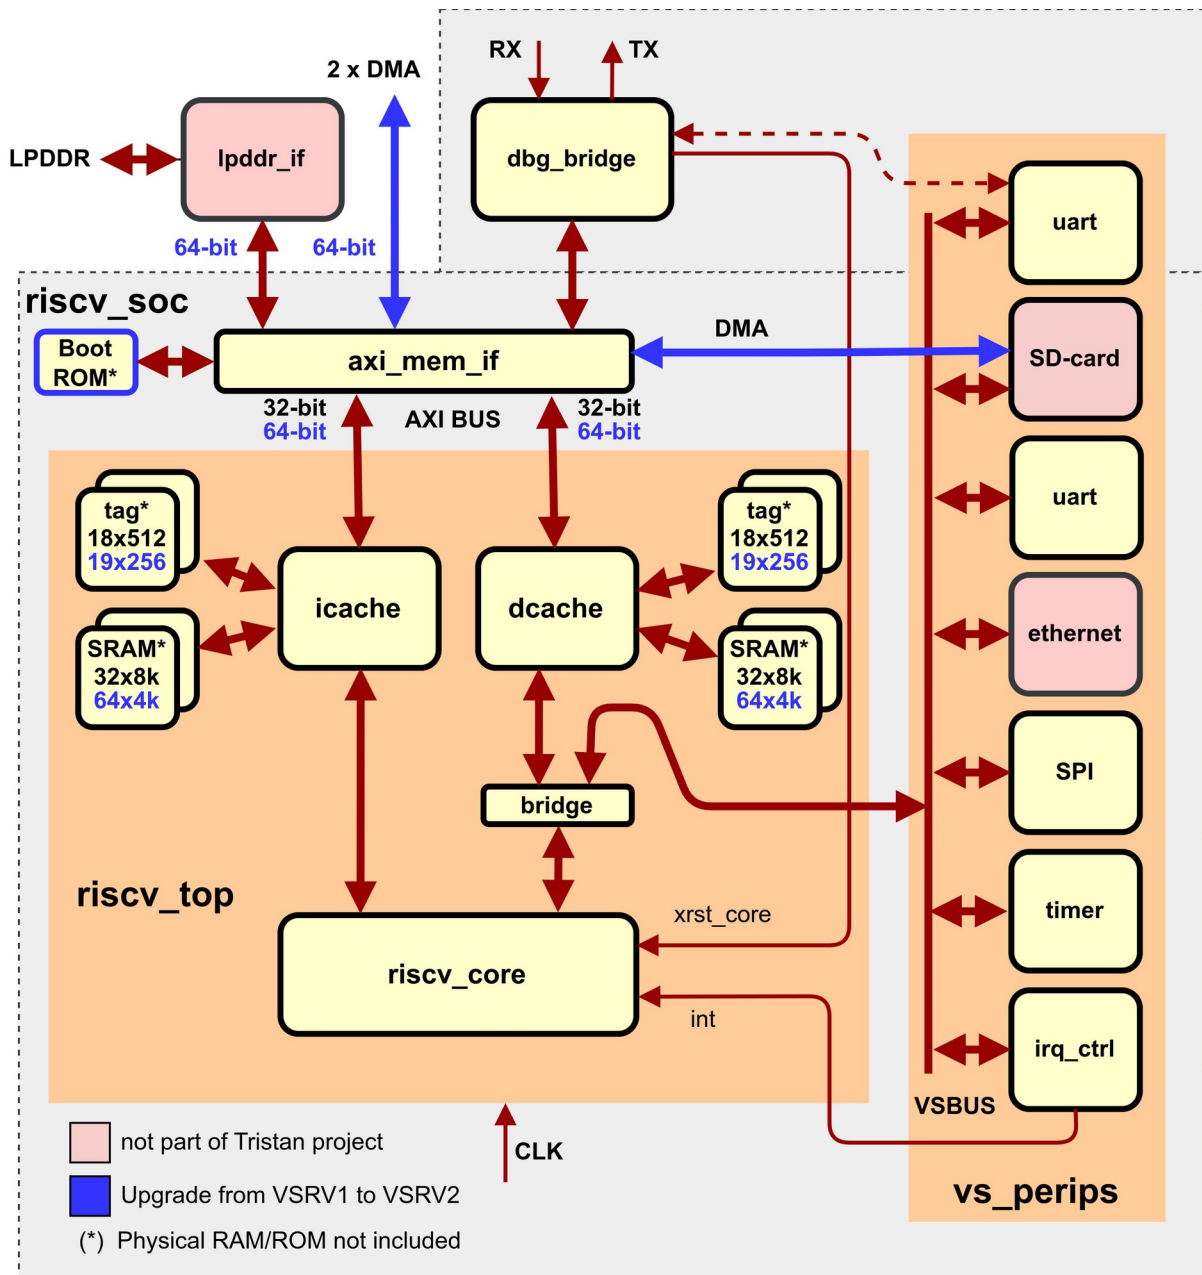 RX
TX
2 x DMA
LPDDR
lpddr_if
dbg_bridge
uart
64-bit
64-bit
riscv_soc
Boot
ROM*
axi_mem_if
DMA
SD-card
32-bit
64-bit
AXI BUS
32-bit
64-bit
tag*
18x512
19x256
tag*
18x512
19x256
uart
icache
dcache
SRAM*
32x8k
64x4k
SRAM*
32x8k
64x4k
ethernet
bridge
SPI
riscv_top
xrst_core
timer
riscv_core
int
irq_ctrl
VSBUS
not part of Tristan project
CLK
Upgrade from VSRV1 to VSRV2
vs_perips
(*) Physical RAM/ROM not included